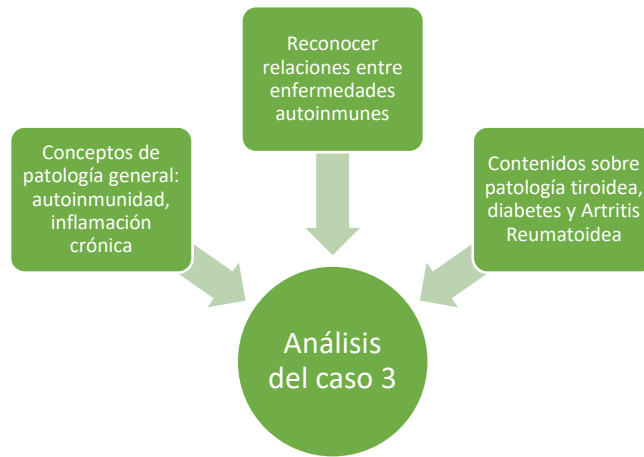 Reconocer
relaciones entre
enfermedades
autoinmunes
Conceptos de
patología general:
autoinmunidad,
inflamación
crónica
Contenidos sobre
patología tiroidea,
diabetes y Artritis
Reumatoidea
Análisis
del caso 3